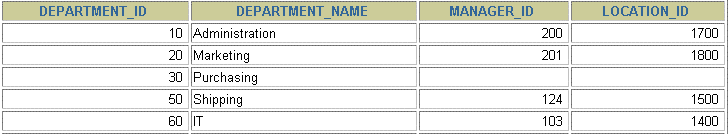 DEPARTMENT_ID DEPARTMENT_NAME MANAGER_ID LOCATION_ID
10 Administration 200 1700
20 Marketing 201 1800
30 Purchasing
50 Shipping 124 1500
60 IT 103 1400